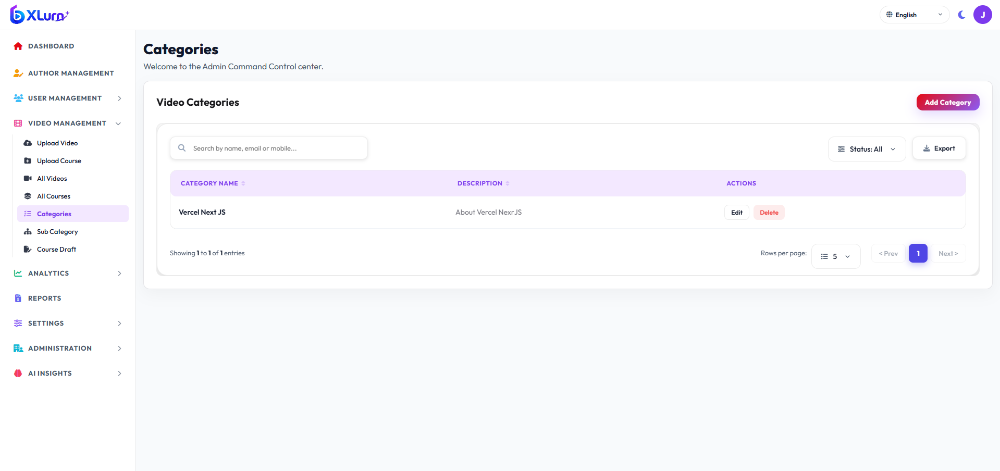 XLurn
English
J
DASHBOARD
AUTHOR MANAGEMENT
USER MANAGEMENT
VIDEO MANAGEMENT
Upload Video
Upload Course
All Videos
All Courses
Categories
Sub Category
Course Draft
ANALYTICS
REPORTS
SETTINGS
ADMINISTRATION
AI INSIGHTS
Categories
Welcome to the Admin Command Control center.
Video Categories
Add Category
Search by name, email or mobile...
Status: All
Export
CATEGORY NAME DESCRIPTION ACTIONS
Vercel Next JS About Vercel NexrJS Edit Delete
Showing 1 to 1 of 1 entries
Rows per page: 5
< Prev 1 Next >